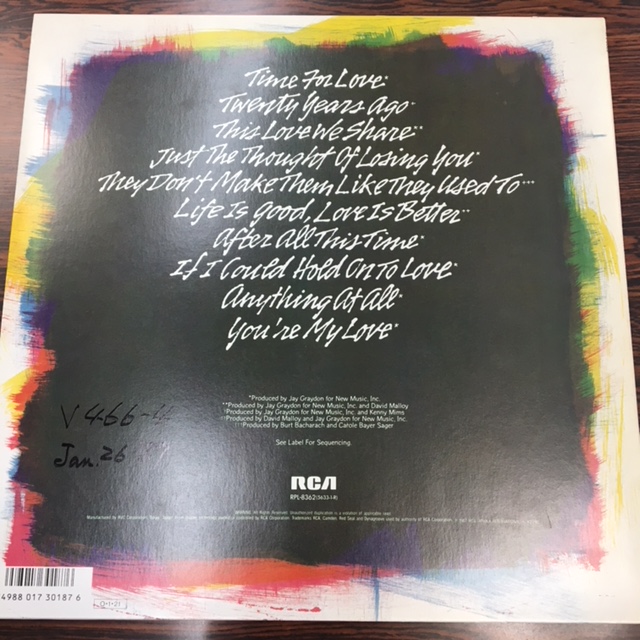 Time For Love*
Twenty Years Ago*
This Love We Share**
Just The Thought Of Losing You*
They Don't Make Them Like They Used To***
Life Is Good, Love Is Better**
After All This Time*
If I Could Hold On To Love*
Anything At All*
You're My Love*
*Produced by Jay Graydon for New Music, Inc.
**Produced by Jay Graydon for New Music, Inc. and David Malloy
Produced by Jay Graydon for New Music, Inc. and Kenny Mims
Produced by David Malloy and Jay Graydon for New Music, Inc.
Produced by Burt Bacharach and Carole Bayer Sager
See Label For Sequencing.
V 466-
Jan. 26
RCA
RPL-8362 (5633-1-R)
4988 017 30187 6